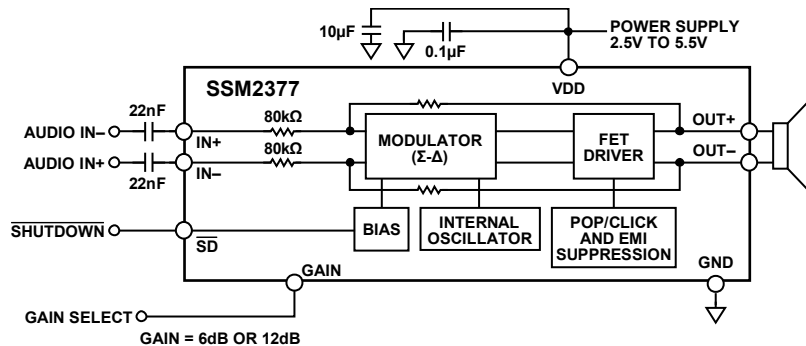 10µF
0.1µF
POWER SUPPLY
2.5V TO 5.5V
SSM2377
VDD
22nF
80kΩ
AUDIO IN–
IN+
OUT+
MODULATOR
(Σ-Δ)
FET
DRIVER
80kΩ
AUDIO IN+
IN–
OUT–
22nF
BIAS
INTERNAL
OSCILLATOR
POP/CLICK
AND EMI
SUPPRESSION
SHUTDOWN
SD
GAIN
GND
GAIN SELECT
GAIN = 6dB OR 12dB